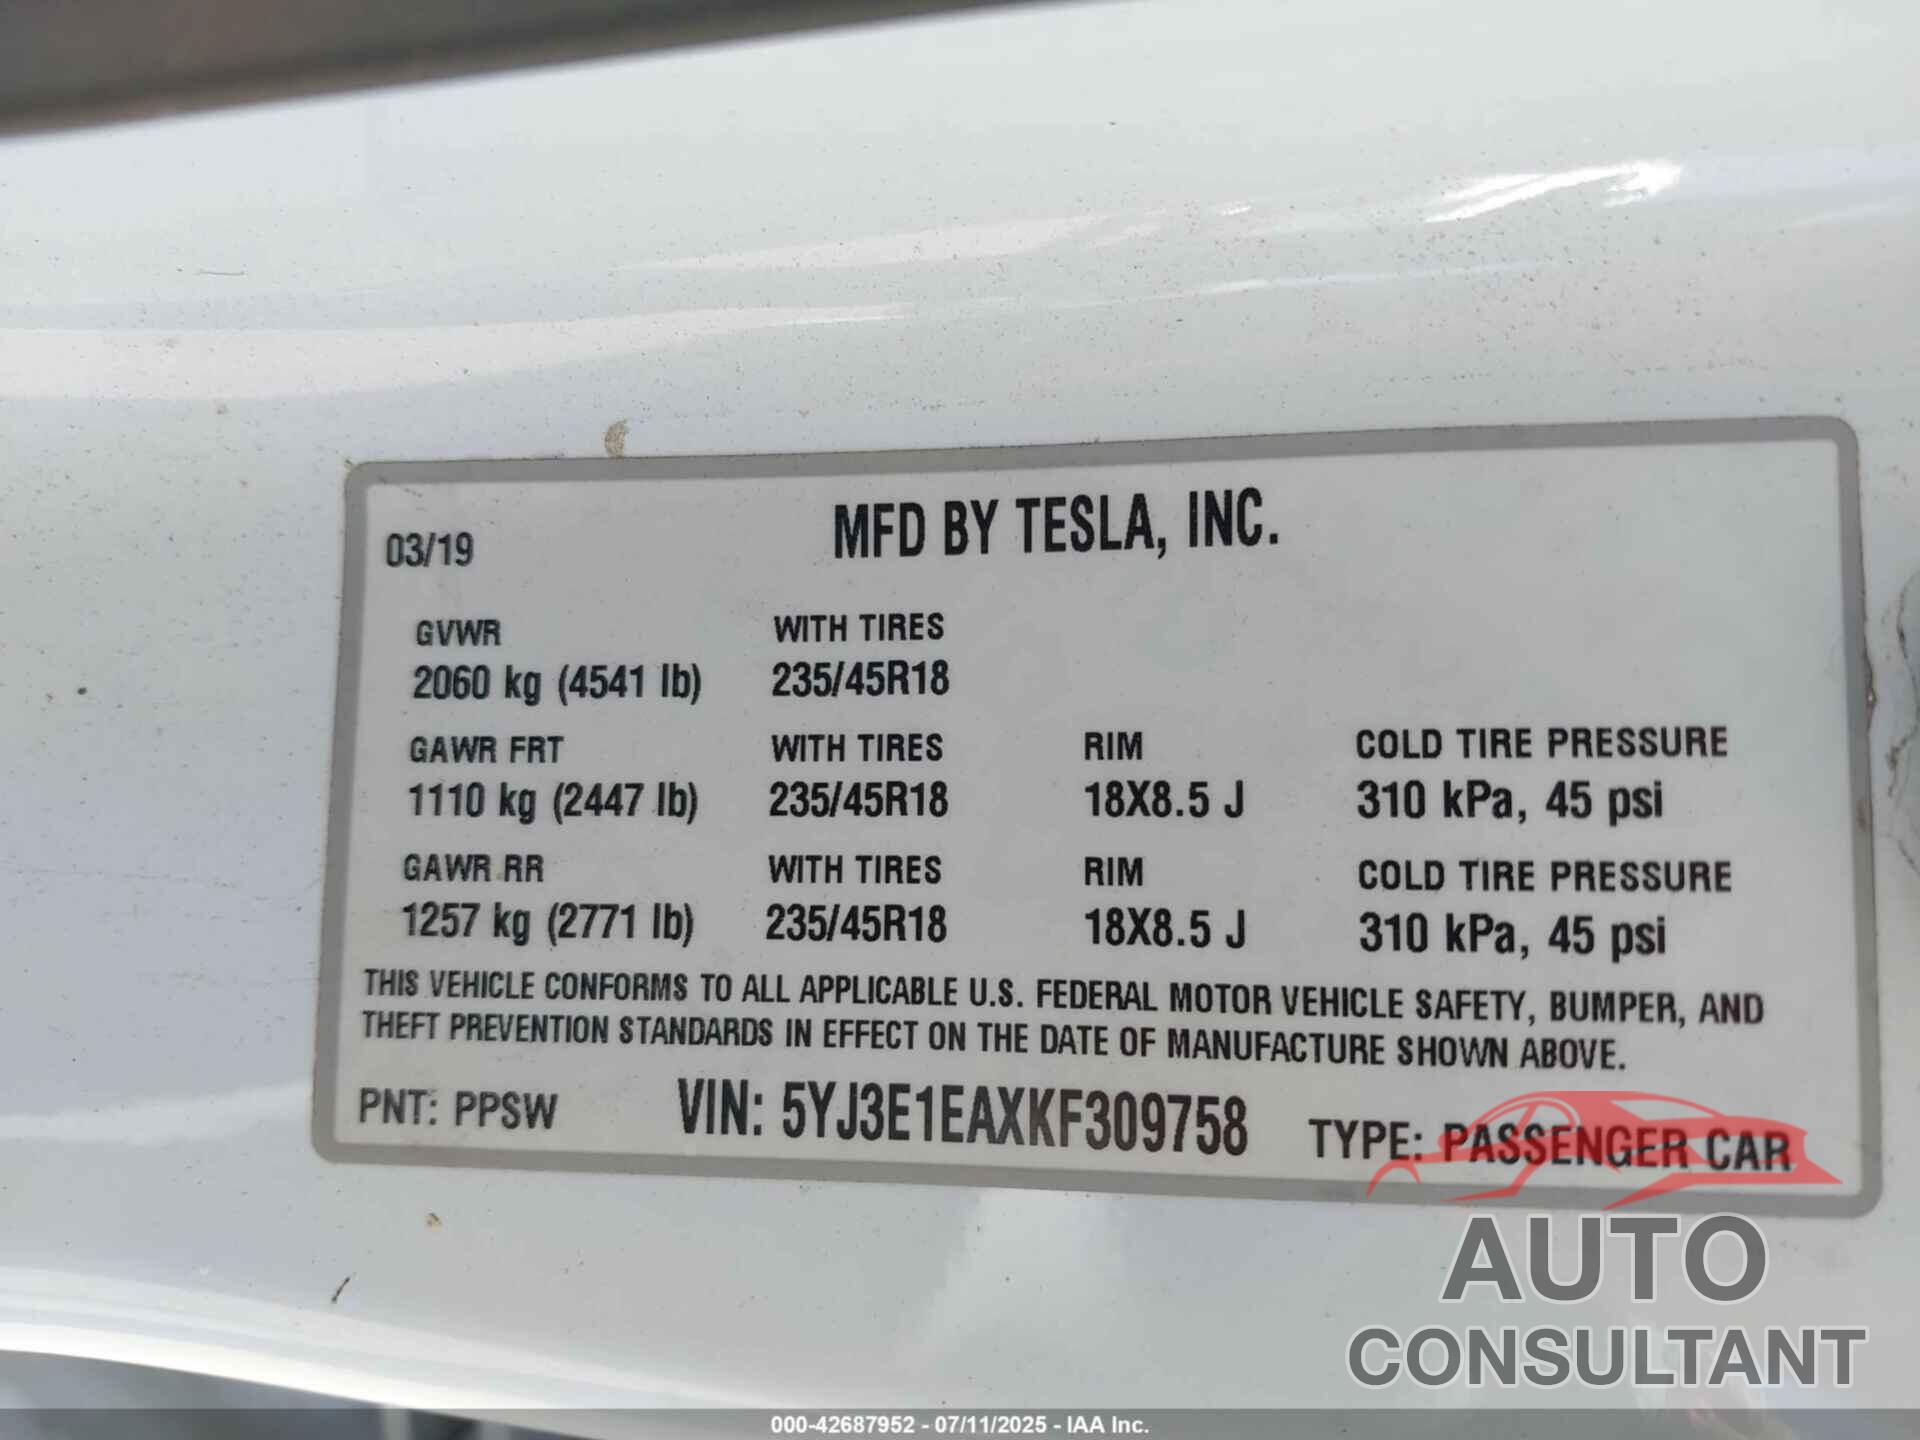 03/19
MFD BY TESLA, INC.
GVWR WITH TIRES
2060 kg (4541 lb) 235/45R18
GAWR FRT WITH TIRES RIM COLD TIRE PRESSURE
1110 kg (2447 lb) 235/45R18 18X8.5 J 310 kPa, 45 psi
GAWR RR WITH TIRES RIM COLD TIRE PRESSURE
1257 kg (2771 lb) 235/45R18 18X8.5 J 310 kPa, 45 psi
THIS VEHICLE CONFORMS TO ALL APPLICABLE U.S. FEDERAL MOTOR VEHICLE SAFETY, BUMPER, AND
THEFT PREVENTION STANDARDS IN EFFECT ON THE DATE OF MANUFACTURE SHOWN ABOVE.
PNT: PPSW VIN: 5YJ3E1EAXKF309758 TYPE: PASSENGER CAR
AUTO
CONSULTANT
000-42687952 - 07/11/2025 - IAA Inc.